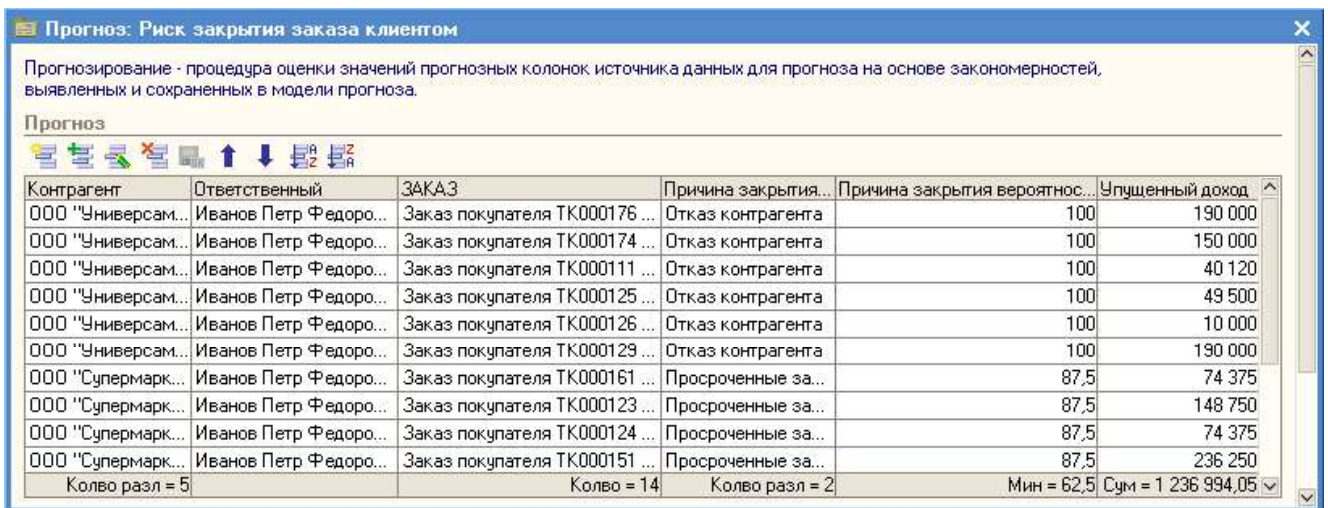 Прогноз: Риск закрытия заказа клиентом
Прогнозирование - процедура оценки значений прогнозных колонок источника данных для прогноза на основе закономерностей,
выявленных и сохраненных в модели прогноза.
Прогноз
Контрагент Ответственный ЗАКАЗ Причина закрытия... Причина закрытия вероятнос... Упущенный доход
ООО "Универсам... Иванов Петр Федоро... Заказ покупателя ТК000176 ... Отказ контрагента 100 190 000
ООО "Универсам... Иванов Петр Федоро... Заказ покупателя ТК000174 ... Отказ контрагента 100 150 000
ООО "Универсам... Иванов Петр Федоро... Заказ покупателя ТК000111 ... Отказ контрагента 100 40 120
ООО "Универсам... Иванов Петр Федоро... Заказ покупателя ТК000125 ... Отказ контрагента 100 49 500
ООО "Универсам... Иванов Петр Федоро... Заказ покупателя ТК000126 ... Отказ контрагента 100 10 000
ООО "Универсам... Иванов Петр Федоро... Заказ покупателя ТК000129 ... Отказ контрагента 100 190 000
ООО "Супермарк... Иванов Петр Федоро... Заказ покупателя ТК000161 ... Просроченные за... 87,5 74 375
ООО "Супермарк... Иванов Петр Федоро... Заказ покупателя ТК000123 ... Просроченные за... 87,5 148 750
ООО "Супермарк... Иванов Петр Федоро... Заказ покупателя ТК000124 ... Просроченные за... 87,5 74 375
ООО "Супермарк... Иванов Петр Федоро... Заказ покупателя ТК000151 ... Просроченные за... 87,5 236 250
Колво разл = 5 Колво = 14 Колво разл = 2 Мин = 62,5 Сум = 1 236 994,05